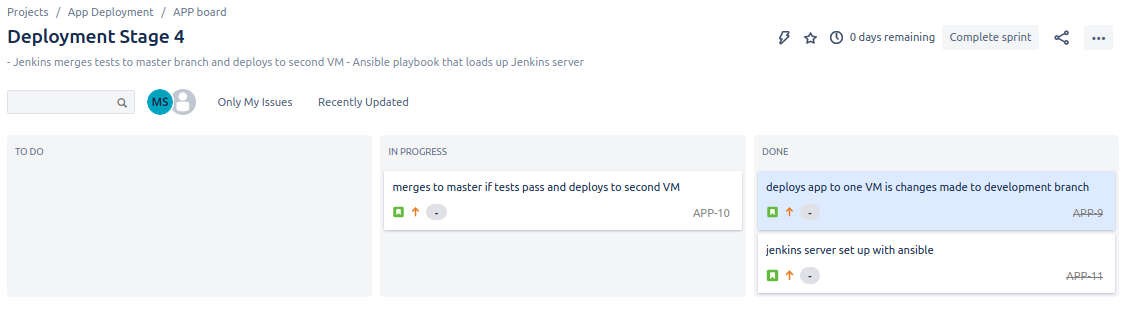 Projects / App Deployment / APP board
Deployment Stage 4
0 days remaining Complete sprint
- Jenkins merges tests to master branch and deploys to second VM - Ansible playbook that loads up Jenkins server
MS Only My Issues Recently Updated
TO DO
IN PROGRESS
merges to master if tests pass and deploys to second VM
- APP-10
DONE
deploys app to one VM is changes made to development branch
- APP-9
jenkins server set up with ansible
- APP-11